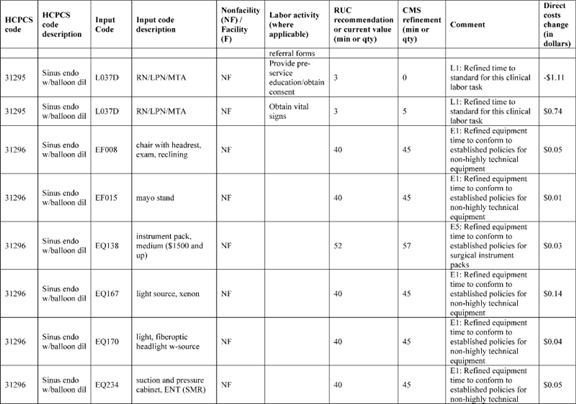 HCPCS code | HCPCS code description | Input Code | Input code description | Nonfacility (NF) / Facility (F) | Labor activity (where applicable) | RUC recommendation or current value (min or qty) | CMS refinement (min or qty) | Comment | Direct costs change (in dollars)
referral forms
31295 | Sinus endo w/balloon dil | L037D | RN/LPN/MTA | NF | Provide pre-service education/obtain consent | 3 | 0 | L1: Refined time to standard for this clinical labor task | -$1.11
31295 | Sinus endo w/balloon dil | L037D | RN/LPN/MTA | NF | Obtain vital signs | 3 | 5 | L1: Refined time to standard for this clinical labor task | $0.74
31296 | Sinus endo w/balloon dil | EF008 | chair with headrest, exam, reclining | NF | | 40 | 45 | E1: Refined equipment time to conform to established policies for non-highly technical equipment | $0.05
31296 | Sinus endo w/balloon dil | EF015 | mayo stand | NF | | 40 | 45 | E1: Refined equipment time to conform to established policies for non-highly technical equipment | $0.01
31296 | Sinus endo w/balloon dil | EQ138 | instrument pack, medium ($1500 and up) | NF | | 52 | 57 | E5: Refined equipment time to conform to established policies for surgical instrument packs | $0.03
31296 | Sinus endo w/balloon dil | EQ167 | light source, xenon | NF | | 40 | 45 | E1: Refined equipment time to conform to established policies for non-highly technical equipment | $0.14
31296 | Sinus endo w/balloon dil | EQ170 | light, fiberoptic headlight w-source | NF | | 40 | 45 | E1: Refined equipment time to conform to established policies for non-highly technical equipment | $0.04
31296 | Sinus endo w/balloon dil | EQ234 | suction and pressure cabinet, ENT (SMR) | NF | | 40 | 45 | E1: Refined equipment time to conform to established policies for non-highly technical | $0.05